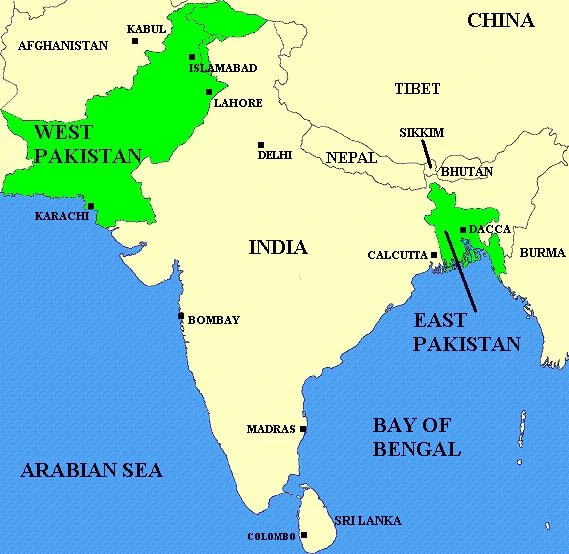 CHINA
KABUL
AFGHANISTAN
ISLAMABAD
TIBET
LAHORE
WEST
PAKISTAN
SIKKIM
DELHI
NEPAL
BHUTAN
KARACHI
DACCA
INDIA
CALCUTTA
BURMA
BOMBAY
EAST
PAKISTAN
MADRAS
BAY OF
BENGAL
ARABIAN SEA
SRI LANKA
COLOMBO